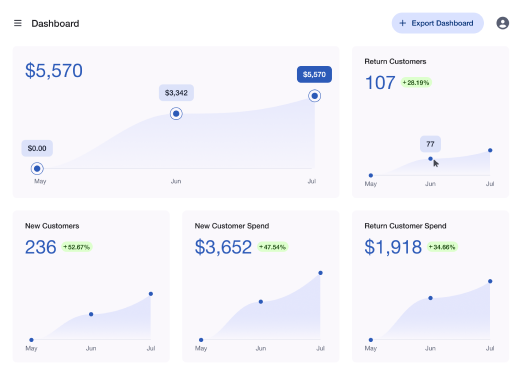 Dashboard
+ Export Dashboard
$5,570
$5,570
$3,342
$0.00
May Jun Jul
Return Customers
107 +28.19%
77
May Jun Jul
New Customers
236 +52.67%
May Jun Jul
New Customer Spend
$3,652 +47.54%
May Jun Jul
Return Customer Spend
$1,918 +34.66%
May Jun Jul